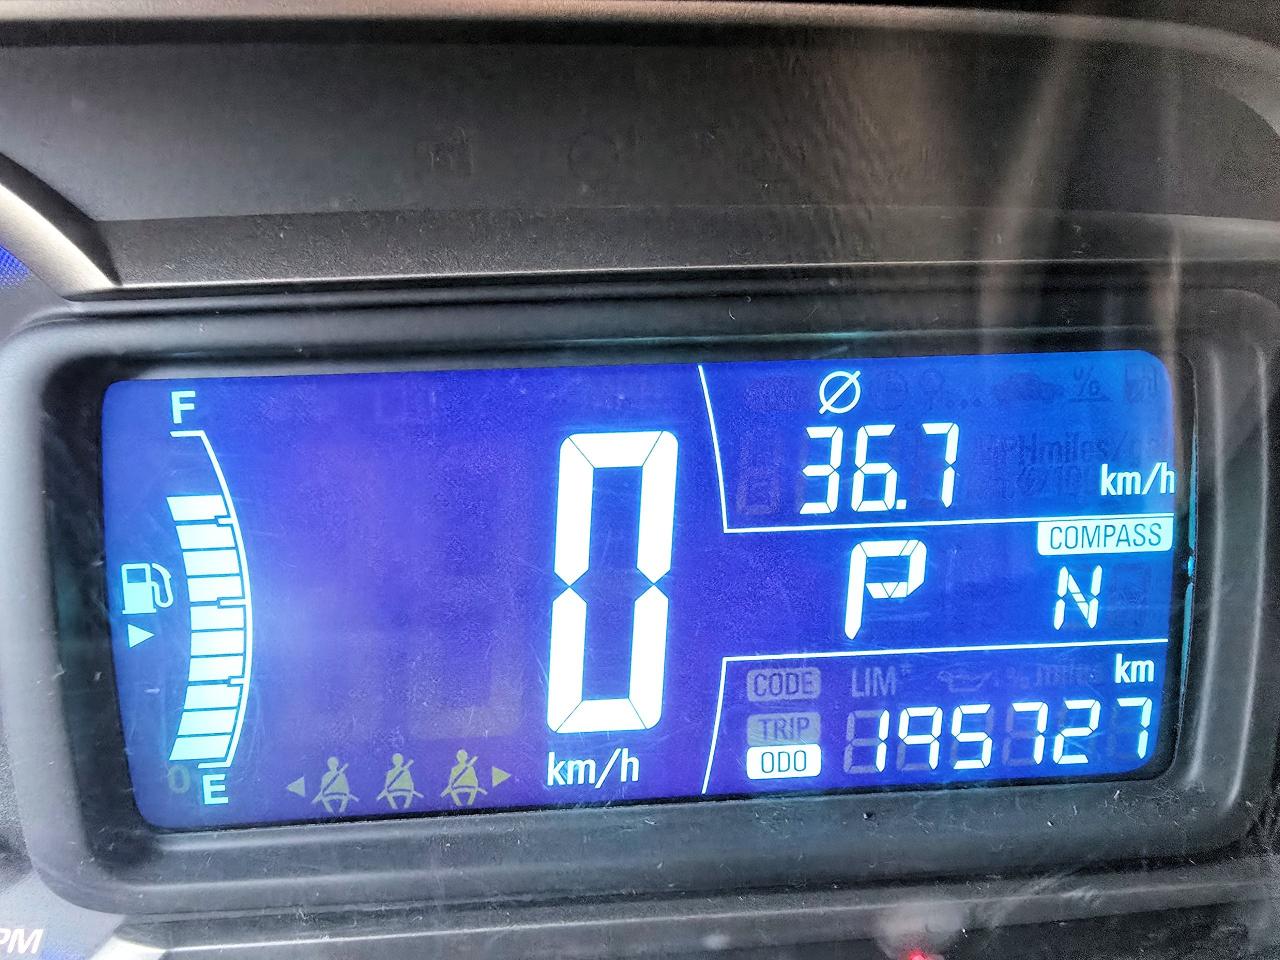 F
Ø
36.7 km/h
COMPASS
P N
0
km/h
CODE LIM km
TRIP
ODO 195727
E